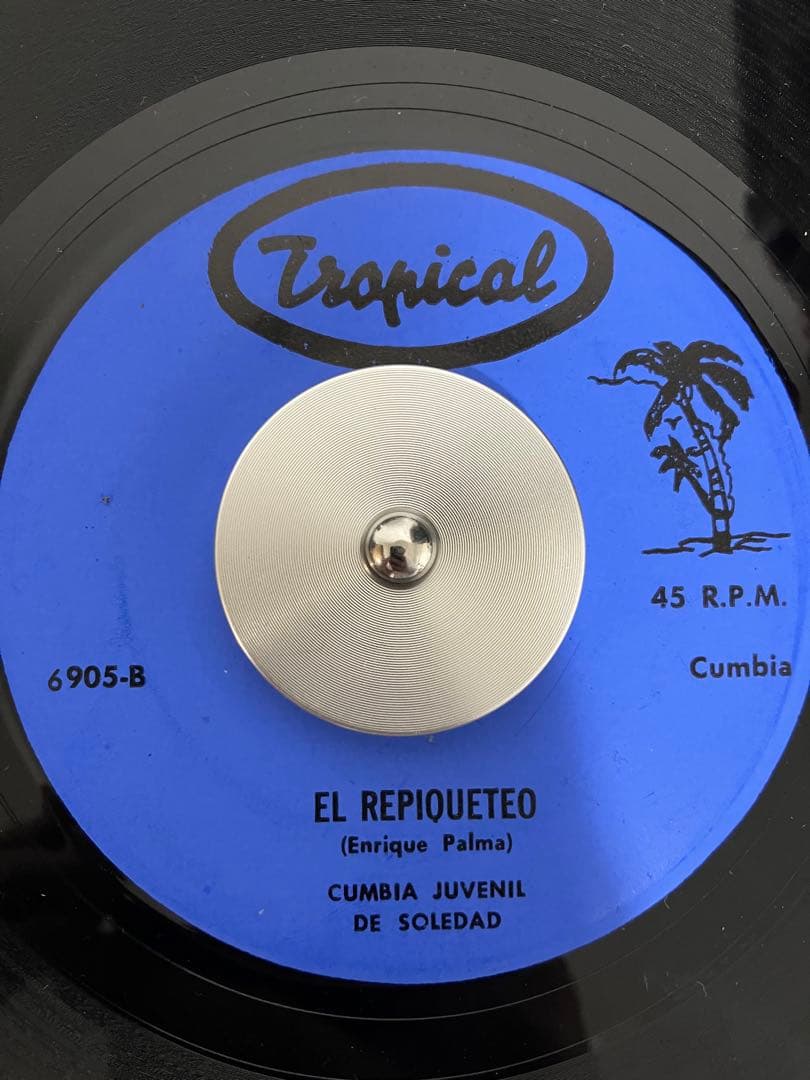 Tropical
45 R.P.M.
6905-B
Cumbia
EL REPIQUETEO
(Enrique Palma)
CUMBIA JUVENIL
DE SOLEDAD